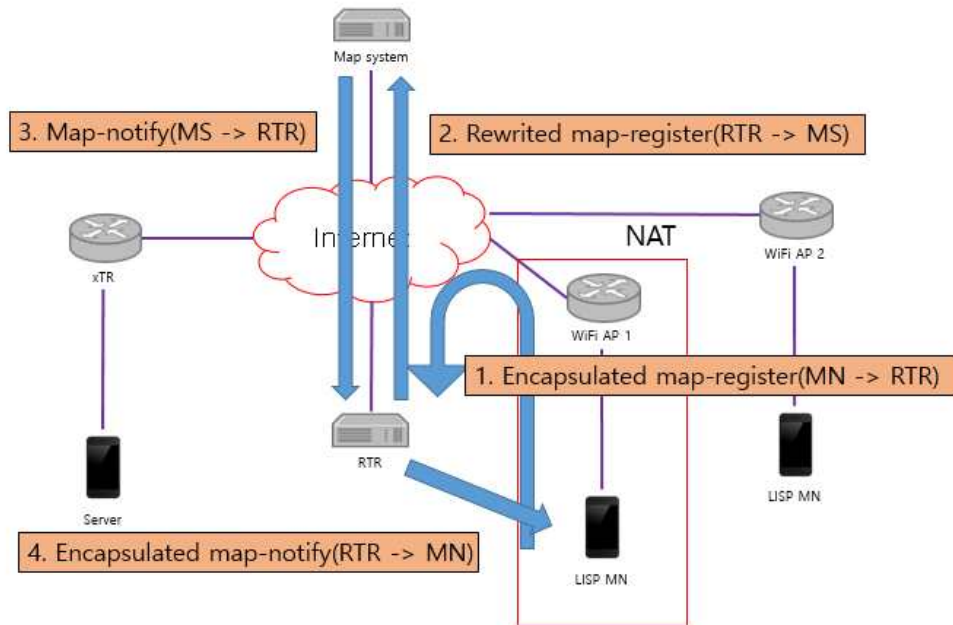 Map system
3. Map-notify(MS -> RTR)
2. Rewrited map-register(RTR -> MS)
Internet
NAT
WiFi AP 2
xTR
WiFi AP 1
1. Encapsulated map-register(MN -> RTR)
RTR
LISP MN
Server
4. Encapsulated map-notify(RTR -> MN)
LISP MN